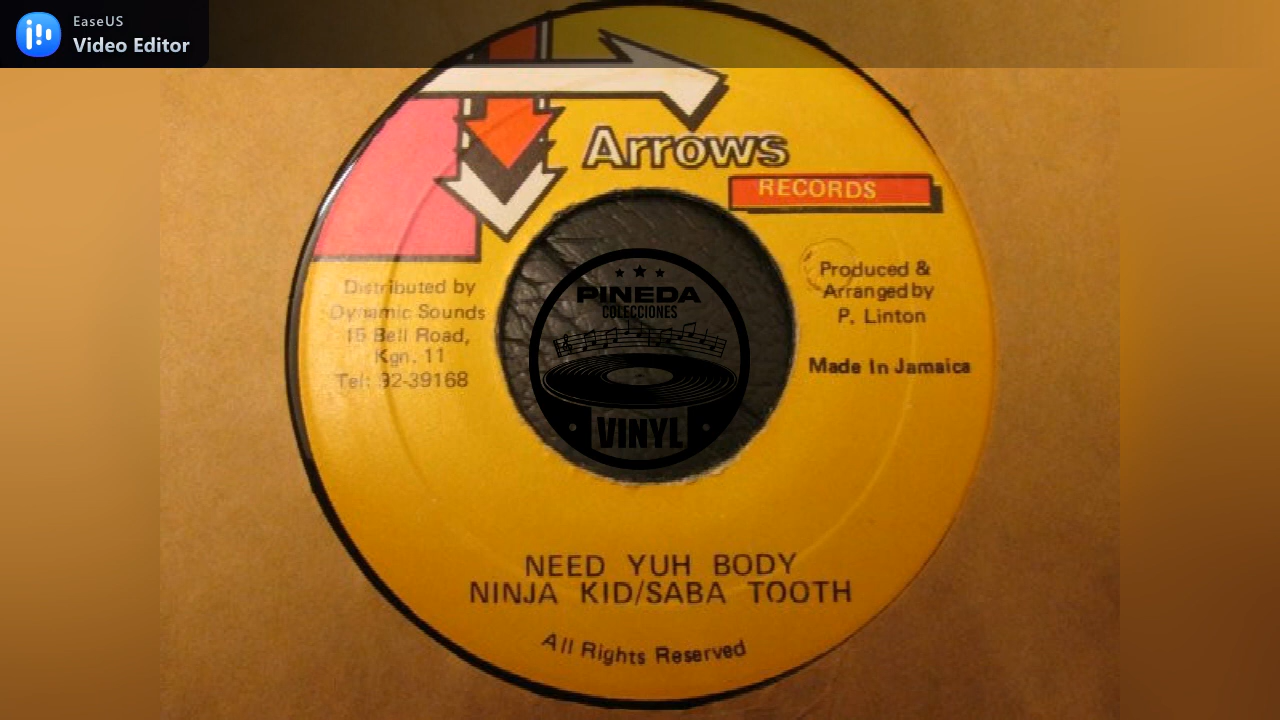 EaseUS
Video Editor
Arrows
RECORDS
Distributed by
Dynamic Sounds
15 Bell Road,
Kgn. 11
Tel: 92-39168
Produced &
Arranged by
P. Linton
Made In Jamaica
PINEDA
COLECCIONES
VINYL
NEED YUH BODY
NINJA KID/SABA TOOTH
All Rights Reserved